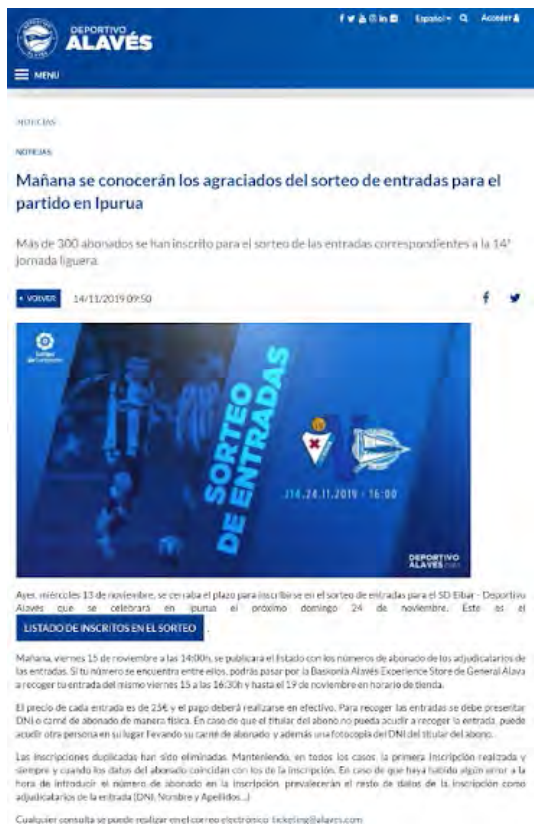 DEPORTIVO
ALAVÉS
Español
Acceder
MENU
NOTICIAS
NOTICIAS
Mañana se conocerán los agraciados del sorteo de entradas para el
partido en Ipurua
Más de 300 abonados se han inscrito para el sorteo de las entradas correspondientes a la 14ª
jornada liguera.
VOLVER
14/11/2019 09:50
SORTEO
DE ENTRADAS
J14.24.11.2019 - 16:00
DEPORTIVO
ALAVÉS
Ayer, miércoles 13 de noviembre, se cerraba el plazo para inscribirse en el sorteo de entradas para el SD Eibar - Deportivo
Alavés que se celebrará en Ipurua el próximo domingo 24 de noviembre. Este es el
LISTADO DE INSCRITOS EN EL SORTEO .
Mañana, viernes 15 de noviembre a las 14:00h, se publicará el listado con los números de abonado de los adjudicatarios de
las entradas. Si tu número se encuentra entre ellos, podrás pasar por la Baskonia Alavés Experience Store de General Álava
a recoger tu entrada del mismo viernes 15 a las 16:30h y hasta el 19 de noviembre en horario de tienda.
El precio de cada entrada es de 25€ y el pago deberá realizarse en efectivo. Para recoger las entradas se debe presentar
DNI o carné de abonado de manera física. En caso de que el titular del abono no pueda acudir a recoger la entrada, puede
acudir otra persona en su lugar llevando su carné de abonado y además una fotocopia del DNI del titular del abono.
Las inscripciones duplicadas han sido eliminadas. Manteniendo, en todos los casos, la primera inscripción realizada y
siempre y cuando los datos del abonado coincidan con los de la inscripción. En caso de que haya habido algún error a la
hora de introducir el número de abonado en la inscripción prevalecerán el resto de datos de la inscripción como
adjudicatarios de la entrada (DNI, Nombre y Apellidos...)
Cualquier consulta se puede realizar en el correo electrónico ticketing@alaves.com